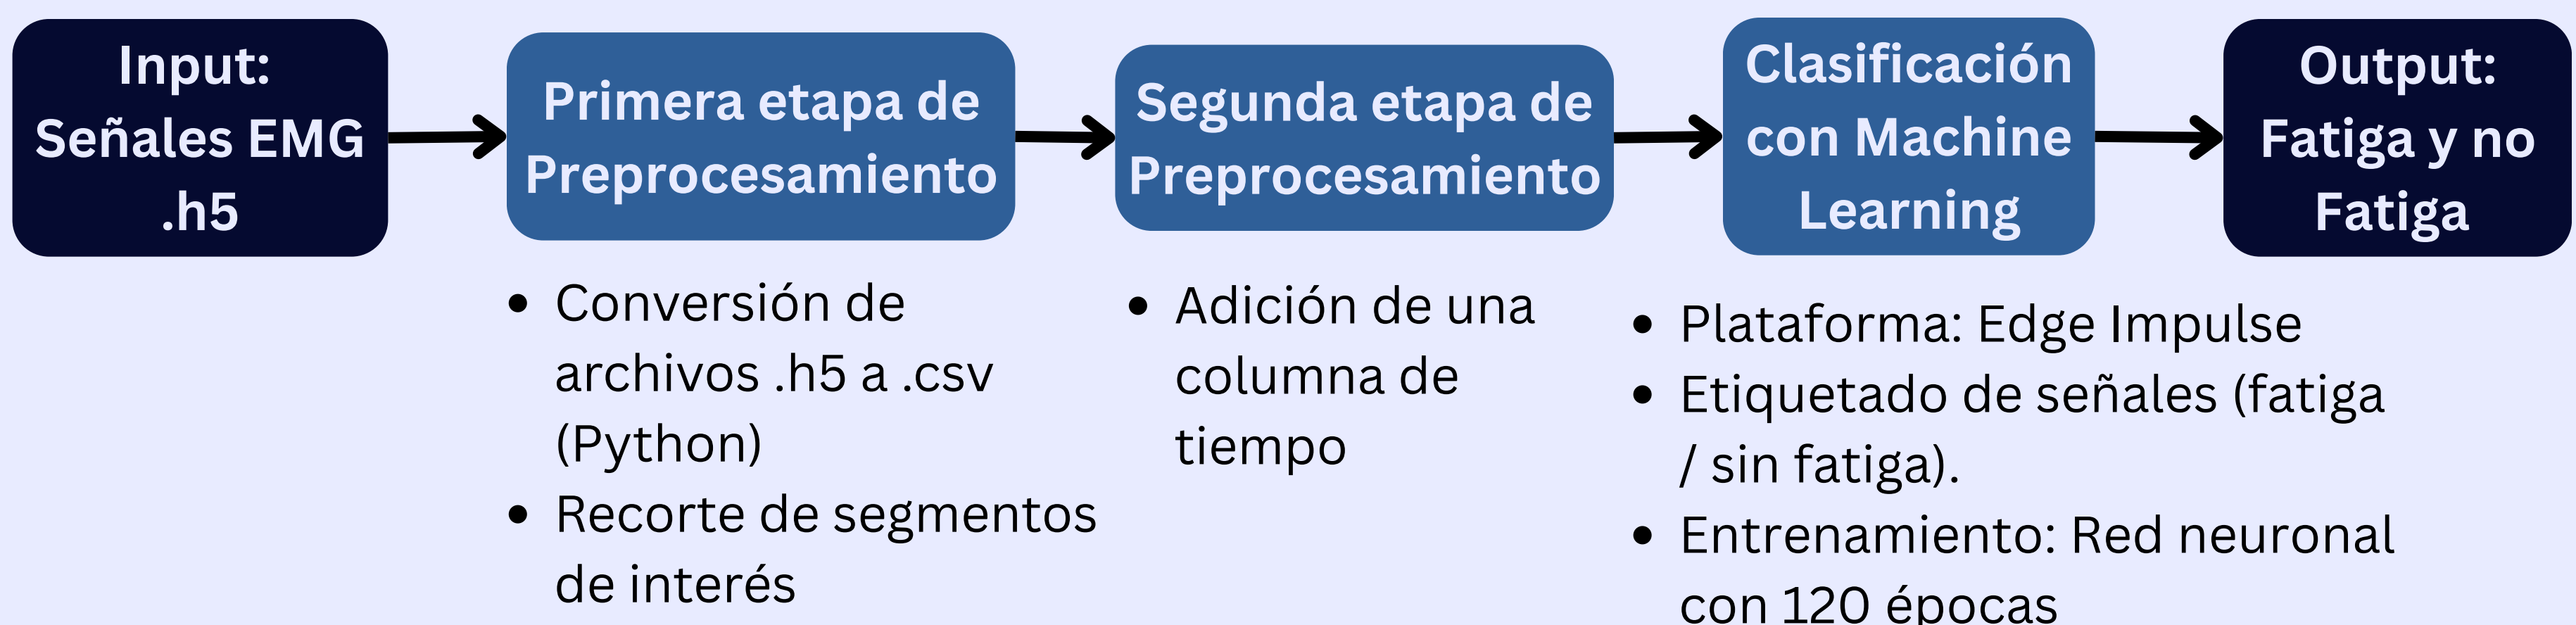 Input:
Señales EMG
.h5
Primera etapa de
Preprocesamiento
Segunda etapa de
Preprocesamiento
Clasificación
con Machine
Learning
Output:
Fatiga y no
Fatiga
• Conversión de
archivos .h5 a .csv
(Python)
• Recorte de segmentos
de interés
• Adición de una
columna de
tiempo
• Plataforma: Edge Impulse
• Etiquetado de señales (fatiga
/ sin fatiga).
• Entrenamiento: Red neuronal
con 120 épocas